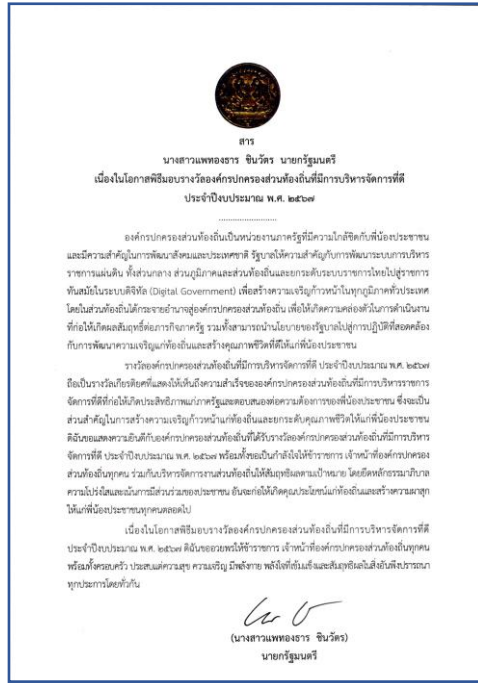 สาร
นางสาวแพทองธาร ชินวัตร นายกรัฐมนตรี
เนื่องในโอกาสพิธีมอบรางวัลองค์กรปกครองส่วนท้องถิ่นที่มีการบริหารจัดการที่ดี
ประจำปีงบประมาณ พ.ศ. ๒๕๖๗
........................
องค์กรปกครองส่วนท้องถิ่นเป็นหน่วยงานภาครัฐที่มีความใกล้ชิดกับพี่น้องประชาชน
และมีความสำคัญในการพัฒนาสังคมและประเทศชาติ รัฐบาลให้ความสำคัญกับการพัฒนาระบบการบริหาร
ราชการแผ่นดิน ทั้งส่วนกลาง ส่วนภูมิภาคและส่วนท้องถิ่นและยกระดับระบบราชการไทยไปสู่ราชการ
ทันสมัยในระบบดิจิทัล (Digital Government) เพื่อสร้างความเจริญก้าวหน้าในทุกภูมิภาคทั่วประเทศ
โดยในส่วนท้องถิ่นได้กระจายอำนาจสู่องค์กรปกครองส่วนท้องถิ่น เพื่อให้เกิดความคล่องตัวในการดำเนินงาน
ที่ก่อให้เกิดผลสัมฤทธิ์ต่อภารกิจภาครัฐ รวมทั้งสามารถนำนโยบายของรัฐบาลไปสู่การปฏิบัติที่สอดคล้อง
กับการพัฒนาความเจริญแก่ท้องถิ่นและสร้างคุณภาพชีวิตที่ดีให้แก่พี่น้องประชาชน
รางวัลองค์กรปกครองส่วนท้องถิ่นที่มีการบริหารจัดการที่ดี ประจำปีงบประมาณ พ.ศ. ๒๕๖๗
ถือเป็นรางวัลเกียรติยศที่แสดงให้เห็นถึงความสำเร็จขององค์กรปกครองส่วนท้องถิ่นที่มีการบริหารราชการ
จัดการที่ดีที่ก่อให้เกิดประสิทธิภาพแก่ภาครัฐและตอบสนองต่อความต้องการของพี่น้องประชาชน ซึ่งจะเป็น
ส่วนสำคัญในการสร้างความเจริญก้าวหน้าแก่ท้องถิ่นและยกระดับคุณภาพชีวิตให้แก่พี่น้องประชาชน
ดิฉันขอแสดงความยินดีกับองค์กรปกครองส่วนท้องถิ่นที่ได้รับรางวัลองค์กรปกครองส่วนท้องถิ่นที่มีการบริหาร
จัดการที่ดี ประจำปีงบประมาณ พ.ศ. ๒๕๖๗ พร้อมทั้งขอเป็นกำลังใจให้ข้าราชการ เจ้าหน้าที่องค์กรปกครอง
ส่วนท้องถิ่นทุกคน ร่วมกันบริหารจัดการงานส่วนท้องถิ่นให้สัมฤทธิผลตามเป้าหมาย โดยยึดหลักธรรมาภิบาล
ความโปร่งใสและเน้นการมีส่วนร่วมของประชาชน อันจะก่อให้เกิดคุณประโยชน์แก่ท้องถิ่นและสร้างความผาสุก
ให้แก่พี่น้องประชาชนทุกคนตลอดไป
เนื่องในโอกาสพิธีมอบรางวัลองค์กรปกครองส่วนท้องถิ่นที่มีการบริหารจัดการที่ดี
ประจำปีงบประมาณ พ.ศ. ๒๕๖๗ ดิฉันขออวยพรให้ข้าราชการ เจ้าหน้าที่องค์กรปกครองส่วนท้องถิ่นทุกคน
พร้อมทั้งครอบครัว ประสบแต่ความสุข ความเจริญ มีพลังกาย พลังใจที่เข้มแข็งและสัมฤทธิผลในสิ่งอันพึงปรารถนา
ทุกประการโดยทั่วกัน
(นางสาวแพทองธาร ชินวัตร)
นายกรัฐมนตรี